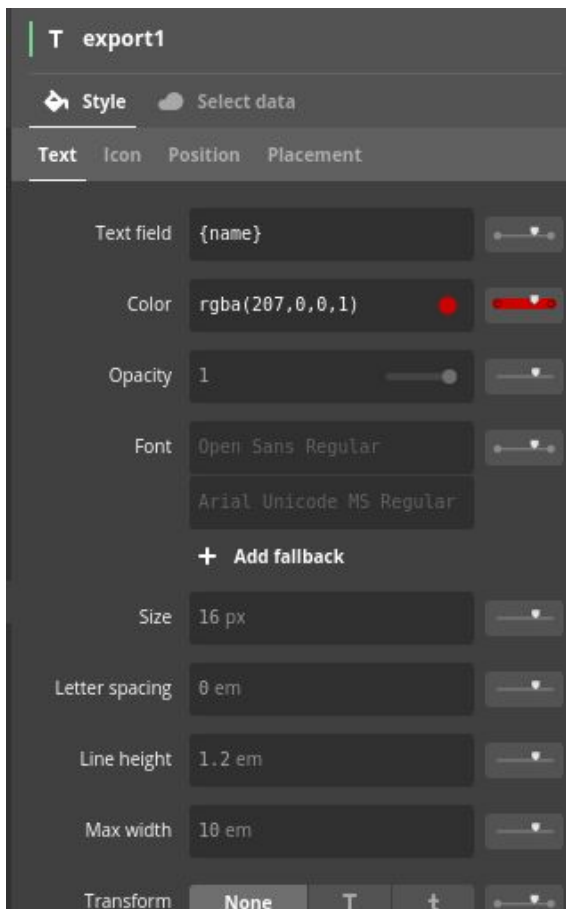 T export1
Style Select data
Text Icon Position Placement
Text field {name}
Color rgba(207,0,0,1)
Opacity 1
Font Open Sans Regular
Arial Unicode MS Regular
+ Add fallback
Size 16 px
Letter spacing 0 em
Line height 1.2 em
Max width 10 em
Transform None T t